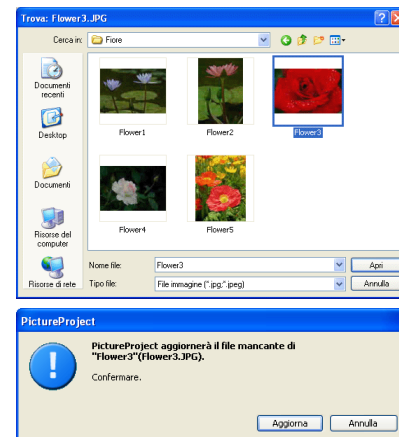 Trova: Flower3.JPG
Cerca in: Fiore
Documenti
recenti
Desktop
Documenti
Risorse del
computer
Risorse di rete
Flower1 Flower2 Flower3
Flower4 Flower5
Nome file: Flower3 Apri
Tipo file: File immagine (*.jpg;*.jpeg) Annulla
PictureProject
PictureProject aggiornerà il file mancante di
"Flower3"(Flower3.JPG).
Confermare.
Aggiorna Annulla